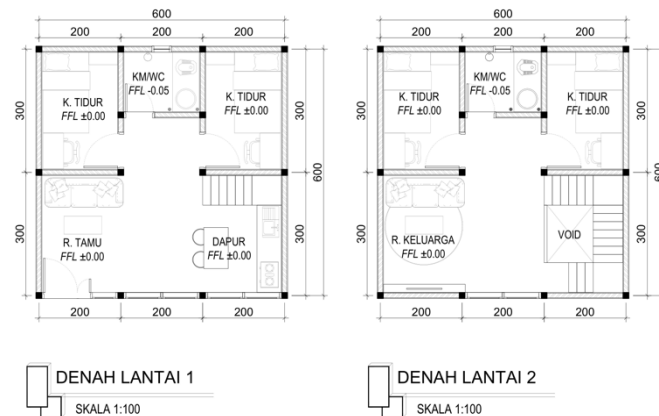 600
200 200 200
300
300
300
300
600
KM/WC
FFL -0.05
K. TIDUR
FFL ±0.00
K. TIDUR
FFL ±0.00
R. TAMU
FFL ±0.00
DAPUR
FFL ±0.00
200 200 200
DENAH LANTAI 1
SKALA 1:100
600
200 200 200
300
300
300
300
600
KM/WC
FFL -0.05
K. TIDUR
FFL ±0.00
K. TIDUR
FFL ±0.00
R. KELUARGA
FFL ±0.00
VOID
200 200 200
DENAH LANTAI 2
SKALA 1:100